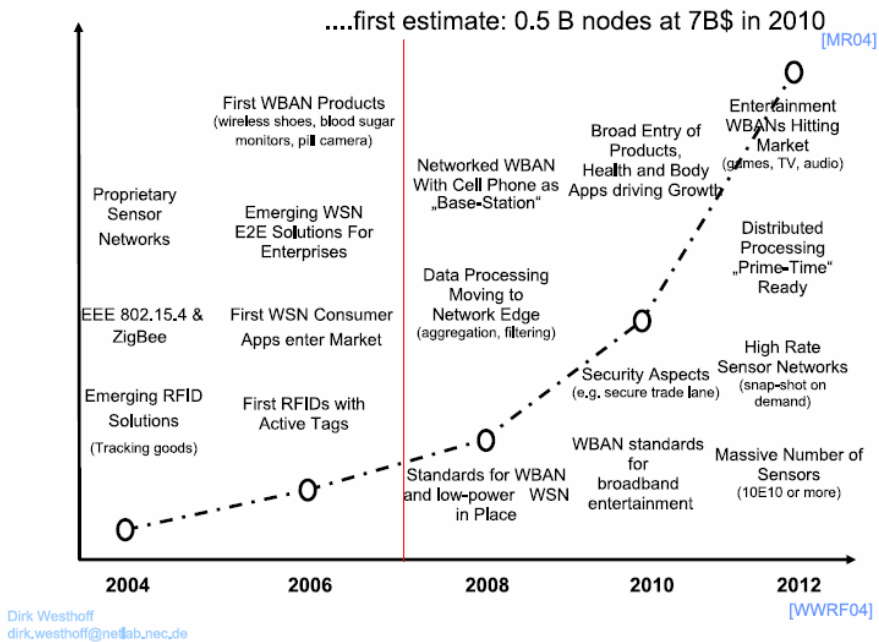 ....first estimate: 0.5 B nodes at 7B$ in 2010
[MR04]
Proprietary
Sensor
Networks
EEE 802.15.4 &
ZigBee
Emerging RFID
Solutions
(Tracking goods)
First WBAN Products
(wireless shoes, blood sugar
monitors, pill camera)
Emerging WSN
E2E Solutions For
Enterprises
First WSN Consumer
Apps enter Market
First RFIDs with
Active Tags
Networked WBAN
With Cell Phone as
„Base-Station“
Data Processing
Moving to
Network Edge
(aggregation, filtering)
Standards for WBAN
and low-power WSN
in Place
Broad Entry of
Products,
Health and Body
Apps driving Growth
Security Aspects
(e.g. secure trade lane)
WBAN standards
for
broadband
entertainment
Entertainment
WBANs Hitting
Market
(games, TV, audio)
Distributed
Processing
„Prime-Time“
Ready
High Rate
Sensor Networks
(snap-shot on
demand)
Massive Number of
Sensors
(10E10 or more)
2004 2006 2008 2010 2012
[WWRF04]
Dirk Westhoff
dirk.westhoff@netlab.nec.de